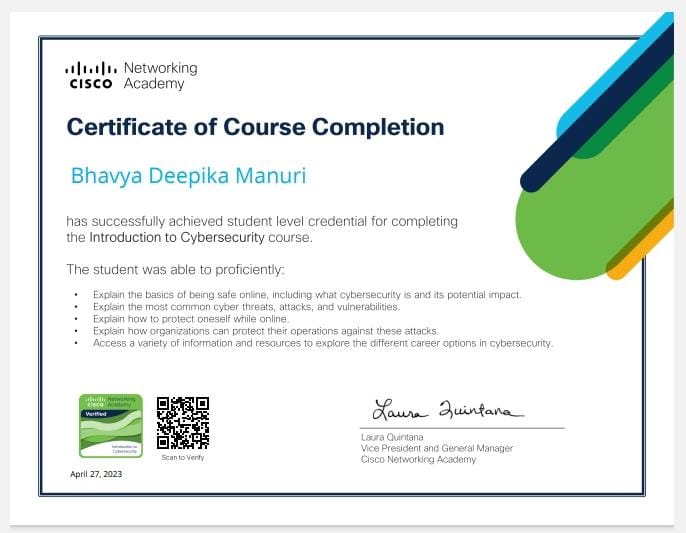 Networking
CISCO Academy
Certificate of Course Completion
Bhavya Deepika Manuri
has successfully achieved student level credential for completing
the Introduction to Cybersecurity course.
The student was able to proficiently:
• Explain the basics of being safe online, including what cybersecurity is and its potential impact.
• Explain the most common cyber threats, attacks, and vulnerabilities.
• Explain how to protect oneself while online.
• Explain how organizations can protect their operations against these attacks.
• Access a variety of information and resources to explore the different career options in cybersecurity.
CISCO Networking Academy
Verified
Introduction to
Cybersecurity
Scan to Verify
April 27, 2023
Laura Quintana
Laura Quintana
Vice President and General Manager
Cisco Networking Academy